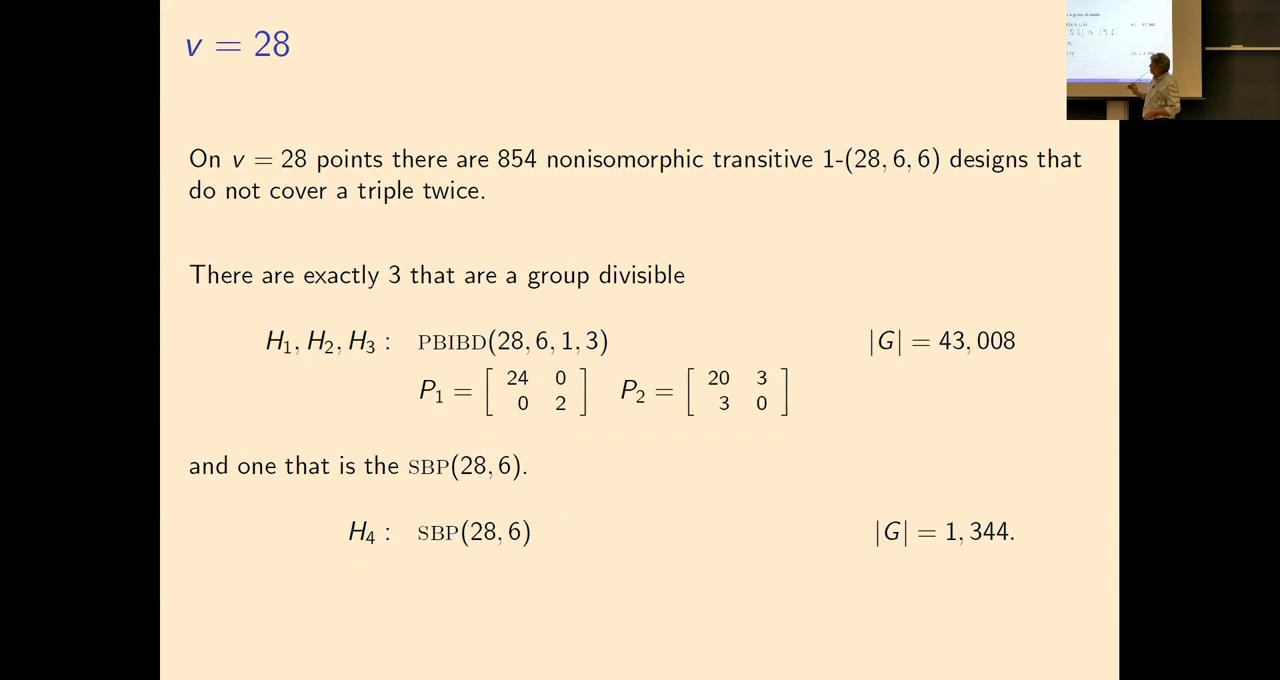 v = 28
On v = 28 points there are 854 nonisomorphic transitive 1-(28, 6, 6) designs that
do not cover a triple twice.
There are exactly 3 that are a group divisible
H₁, H₂, H₃ : PBIBD(28, 6, 1, 3) |G| = 43, 008
P₁ = [ 24 0 ; 0 2 ] P₂ = [ 20 3 ; 3 0 ]
and one that is the SBP(28, 6).
H₄ : SBP(28, 6) |G| = 1, 344.